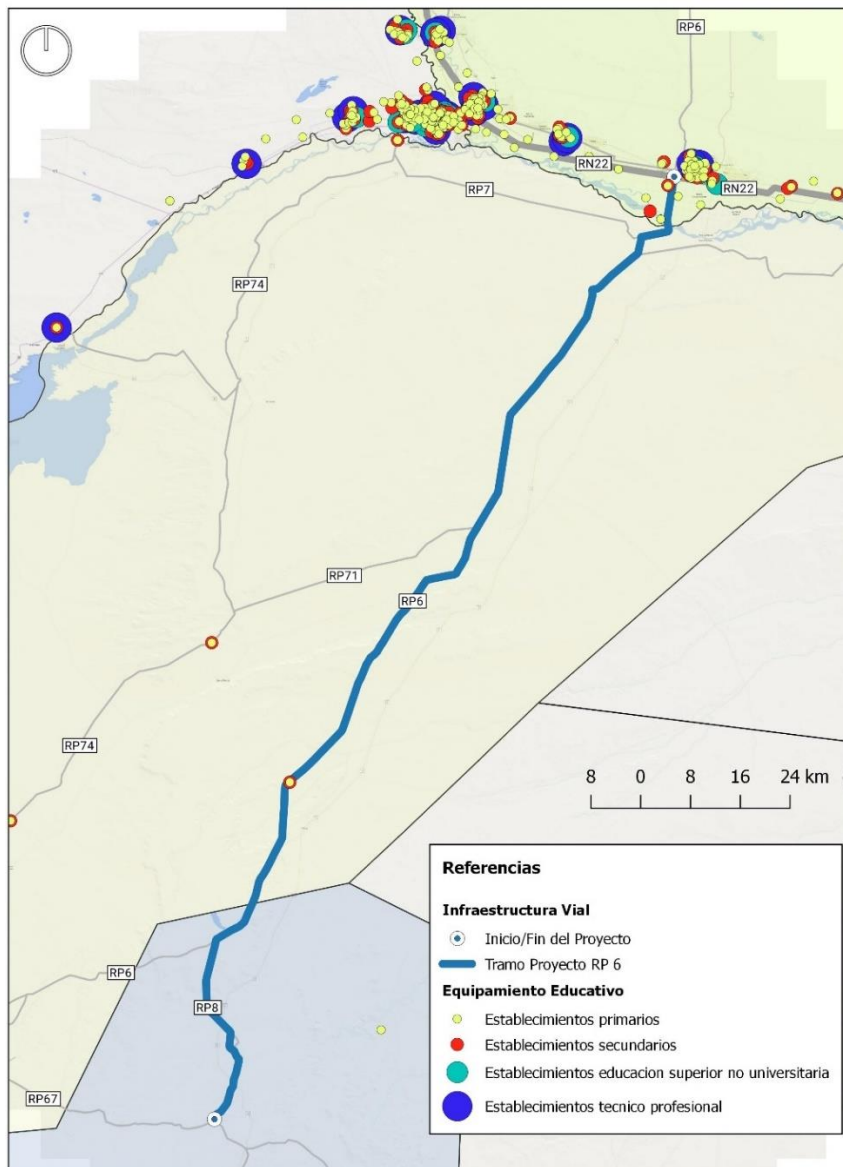 RP6
RN22
RN22
RP7
RP74
RP71
RP6
RP74
8 0 8 16 24 km
Referencias
Infraestructura Vial
Inicio/Fin del Proyecto
Tramo Proyecto RP 6
Equipamiento Educativo
Establecimientos primarios
Establecimientos secundarios
Establecimientos educacion superior no universitaria
Establecimientos tecnico profesional
RP6
RP8
RP67